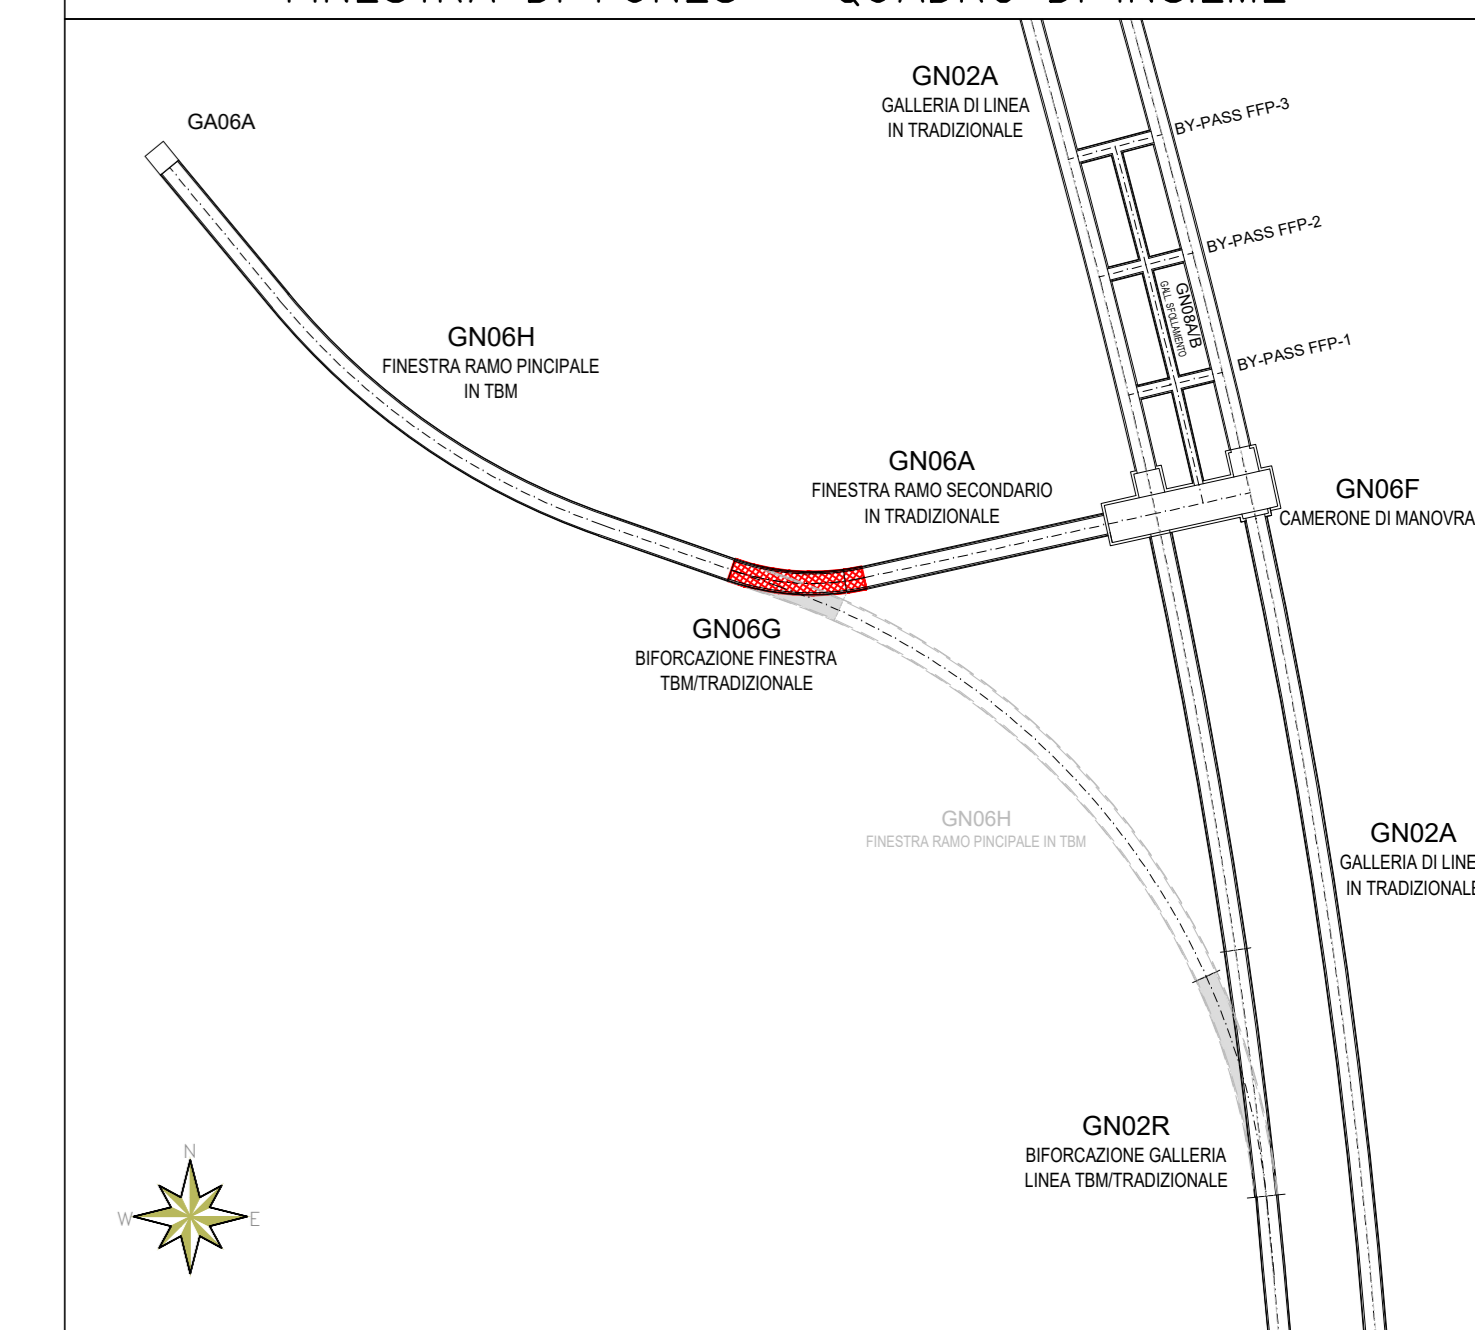 GN02A
GALLERIA DI LINEA
IN TRADIZIONALE
GA06A
BY-PASS FFP-3
BY-PASS FFP-2
GN08A/B
GALL. SFOLLAMENTO
BY-PASS FFP-1
GN06H
FINESTRA RAMO PINCIPALE
IN TBM
GN06A
FINESTRA RAMO SECONDARIO
IN TRADIZIONALE
GN06F
CAMERONE DI MANOVRA
GN06G
BIFORCAZIONE FINESTRA
TBM/TRADIZIONALE
GN06H
FINESTRA RAMO PINCIPALE IN TBM
GN02A
GALLERIA DI LINE
IN TRADIZIONALE
GN02R
BIFORCAZIONE GALLERIA
LINEA TBM/TRADIZIONALE
N
W
E